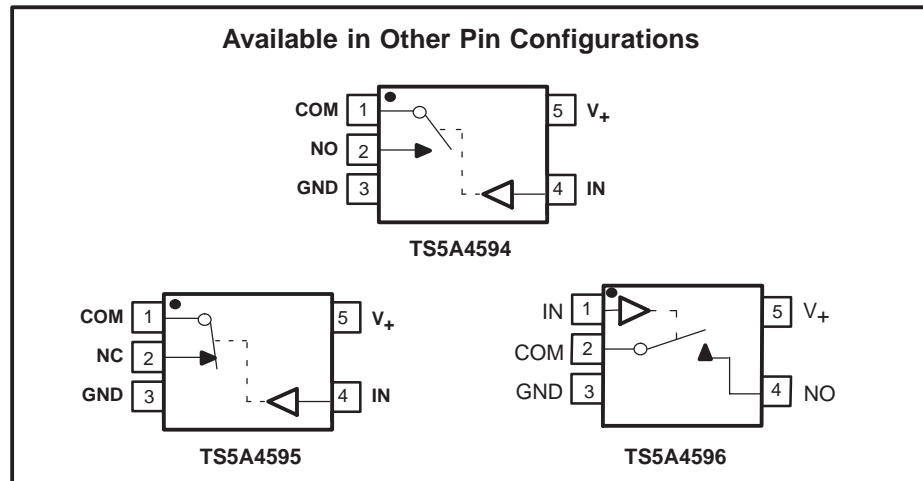 Available in Other Pin Configurations
COM 1 5 V+
NO 2
GND 3 4 IN
TS5A4594
COM 1 5 V+
NC 2
GND 3 4 IN
TS5A4595
IN 1 5 V+
COM 2
GND 3 4 NO
TS5A4596